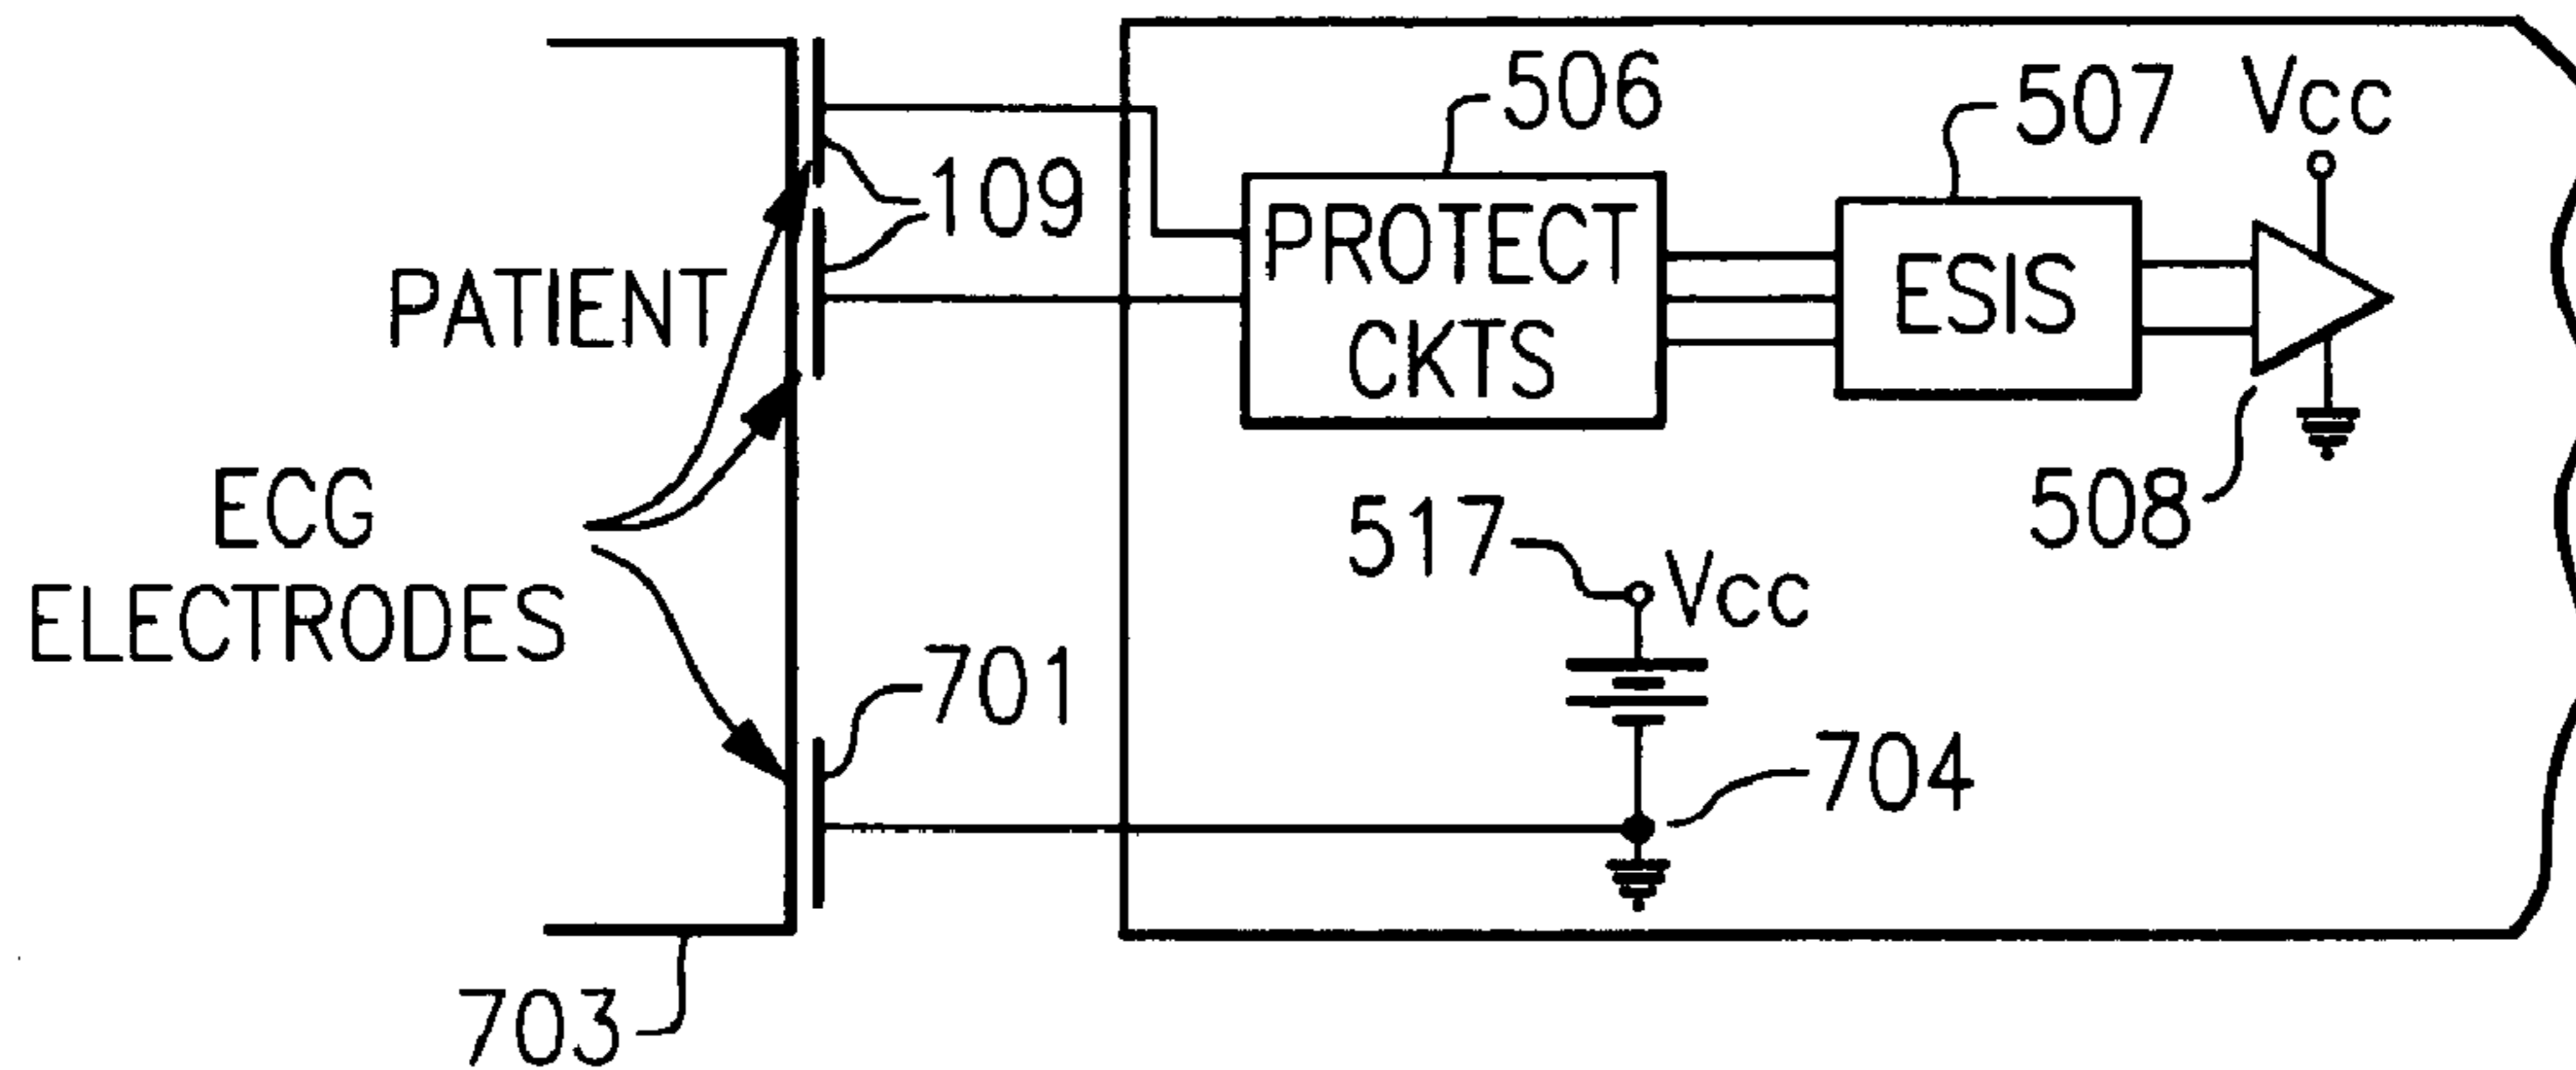 506
507
Vcc
109
PROTECT
CKTS
ESIS
PATIENT
508
517
Vcc
ECG
ELECTRODES
701
704
703